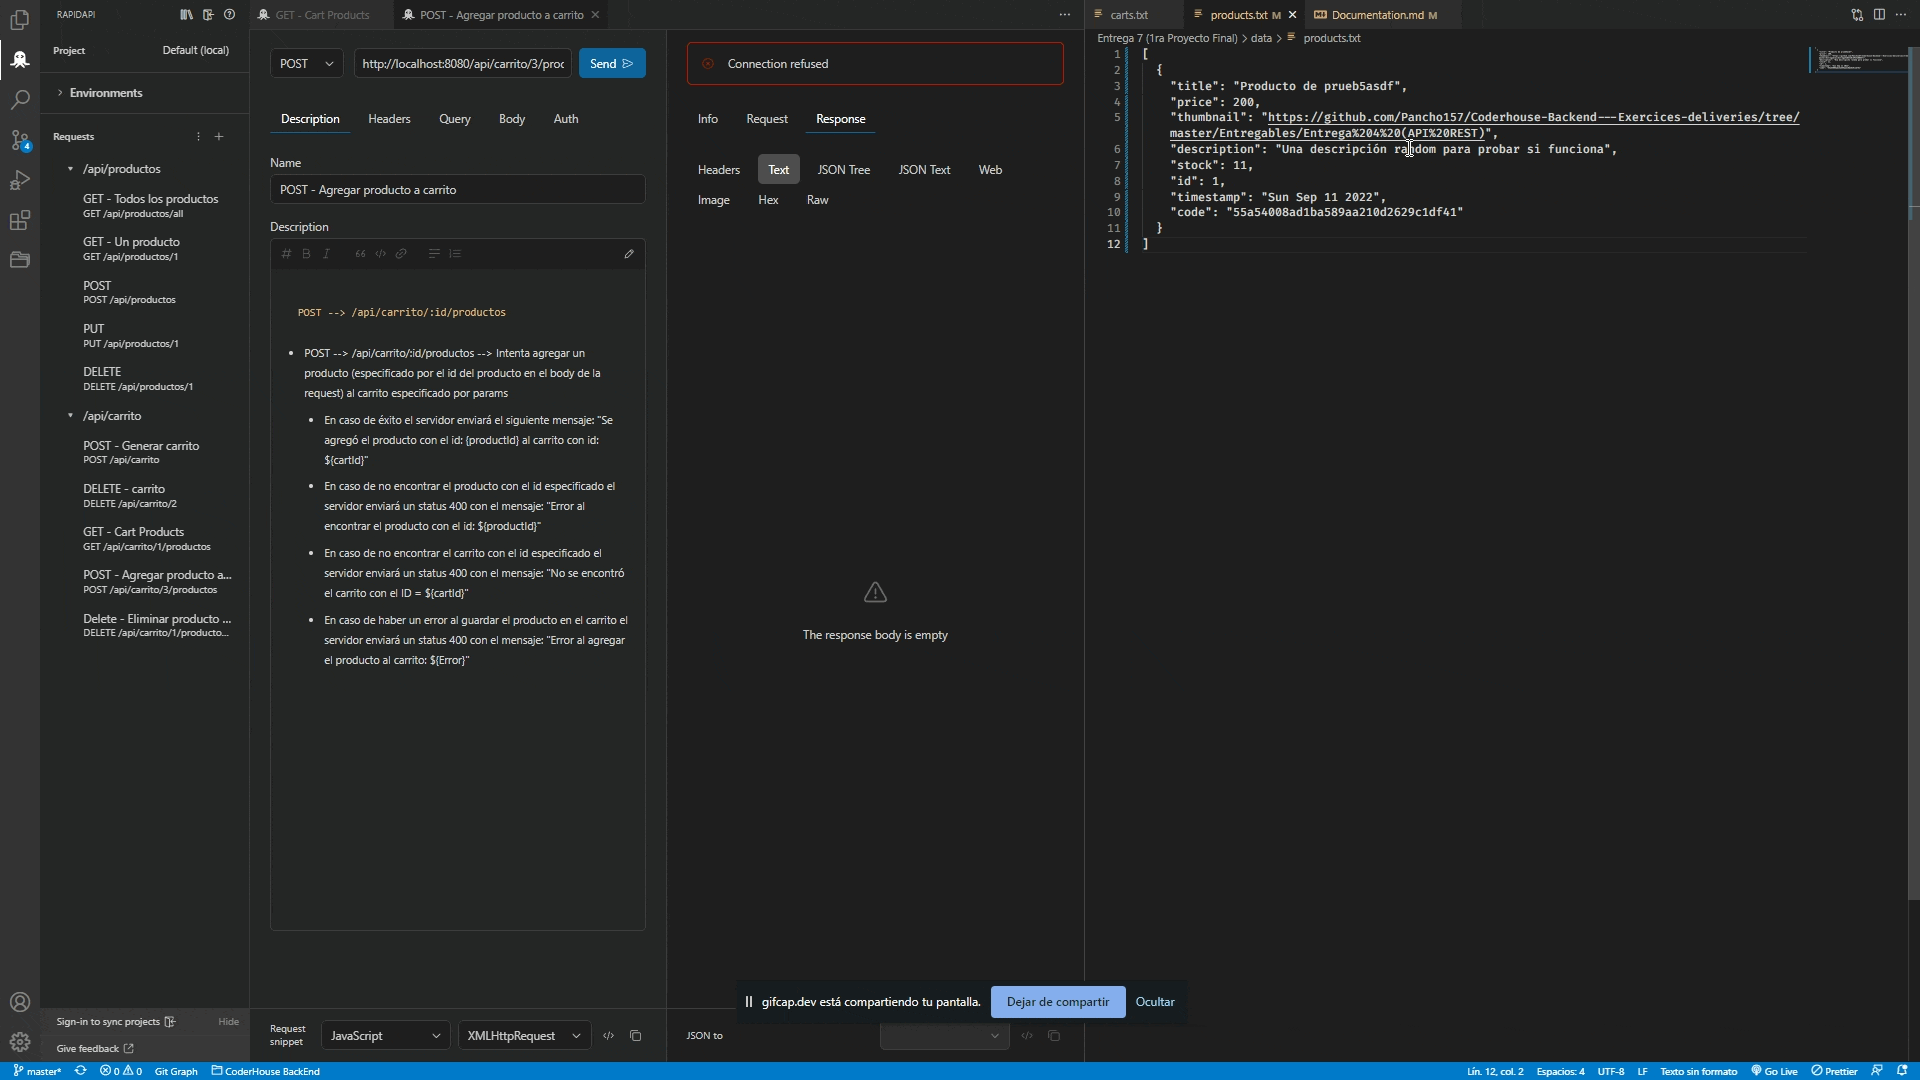 RAPIDAPI
Project
Default (local)
Environments
Requests
4
/api/productos
GET - Todos los productos
GET /api/productos/all
GET - Un producto
GET /api/productos/1
POST
POST /api/productos
PUT
PUT /api/productos/1
DELETE
DELETE /api/productos/1
/api/carrito
POST - Generar carrito
POST /api/carrito
DELETE - carrito
DELETE /api/carrito/2
GET - Cart Products
GET /api/carrito/1/productos
POST - Agregar producto a...
POST /api/carrito/3/productos
Delete - Eliminar producto ...
DELETE /api/carrito/1/producto...
Sign-in to sync projects
Hide
Give feedback
GET - Cart Products
POST - Agregar producto a carrito
POST
http://localhost:8080/api/carrito/3/proc
Send
Description
Headers
Query
Body
Auth
Name
POST - Agregar producto a carrito
Description
POST --> /api/carrito/:id/productos
POST --> /api/carrito/:id/productos --> Intenta agregar un
producto (especificado por el id del producto en el body de la
request) al carrito especificado por params
En caso de éxito el servidor enviará el siguiente mensaje: "Se
agregó el producto con el id: {productId} al carrito con id:
${cartId}"
En caso de no encontrar el producto con el id especificado el
servidor enviará un status 400 con el mensaje: "Error al
encontrar el producto con el id: ${productId}"
En caso de no encontrar el carrito con el id especificado el
servidor enviará un status 400 con el mensaje: "No se encontró
el carrito con el ID = ${cartId}"
En caso de haber un error al guardar el producto en el carrito el
servidor enviará un status 400 con el mensaje: "Error al agregar
el producto al carrito: ${Error}"
Request
snippet
JavaScript
XMLHttpRequest
Connection refused
Info
Request
Response
Headers
Text
JSON Tree
JSON Text
Web
Image
Hex
Raw
The response body is empty
JSON to
gifcap.dev está compartiendo tu pantalla.
Dejar de compartir
Ocultar
carts.txt
products.txt M
Documentation.md M
Entrega 7 (1ra Proyecto Final) > data > products.txt
1 [
2 {
3 "title": "Producto de prueb5asdf",
4 "price": 200,
5 "thumbnail": "https://github.com/Pancho157/Coderhouse-Backend---Exercices-deliveries/tree/
master/Entregables/Entrega%204%20(API%20REST)",
6 "description": "Una descripción random para probar si funciona",
7 "stock": 11,
8 "id": 1,
9 "timestamp": "Sun Sep 11 2022",
10 "code": "55a54008ad1ba589aa210d2629c1df41"
11 }
12 ]
master*
0
0
Git Graph
CoderHouse BackEnd
Lín. 12, col. 2
Espacios: 4
UTF-8
LF
Texto sin formato
Go Live
Prettier